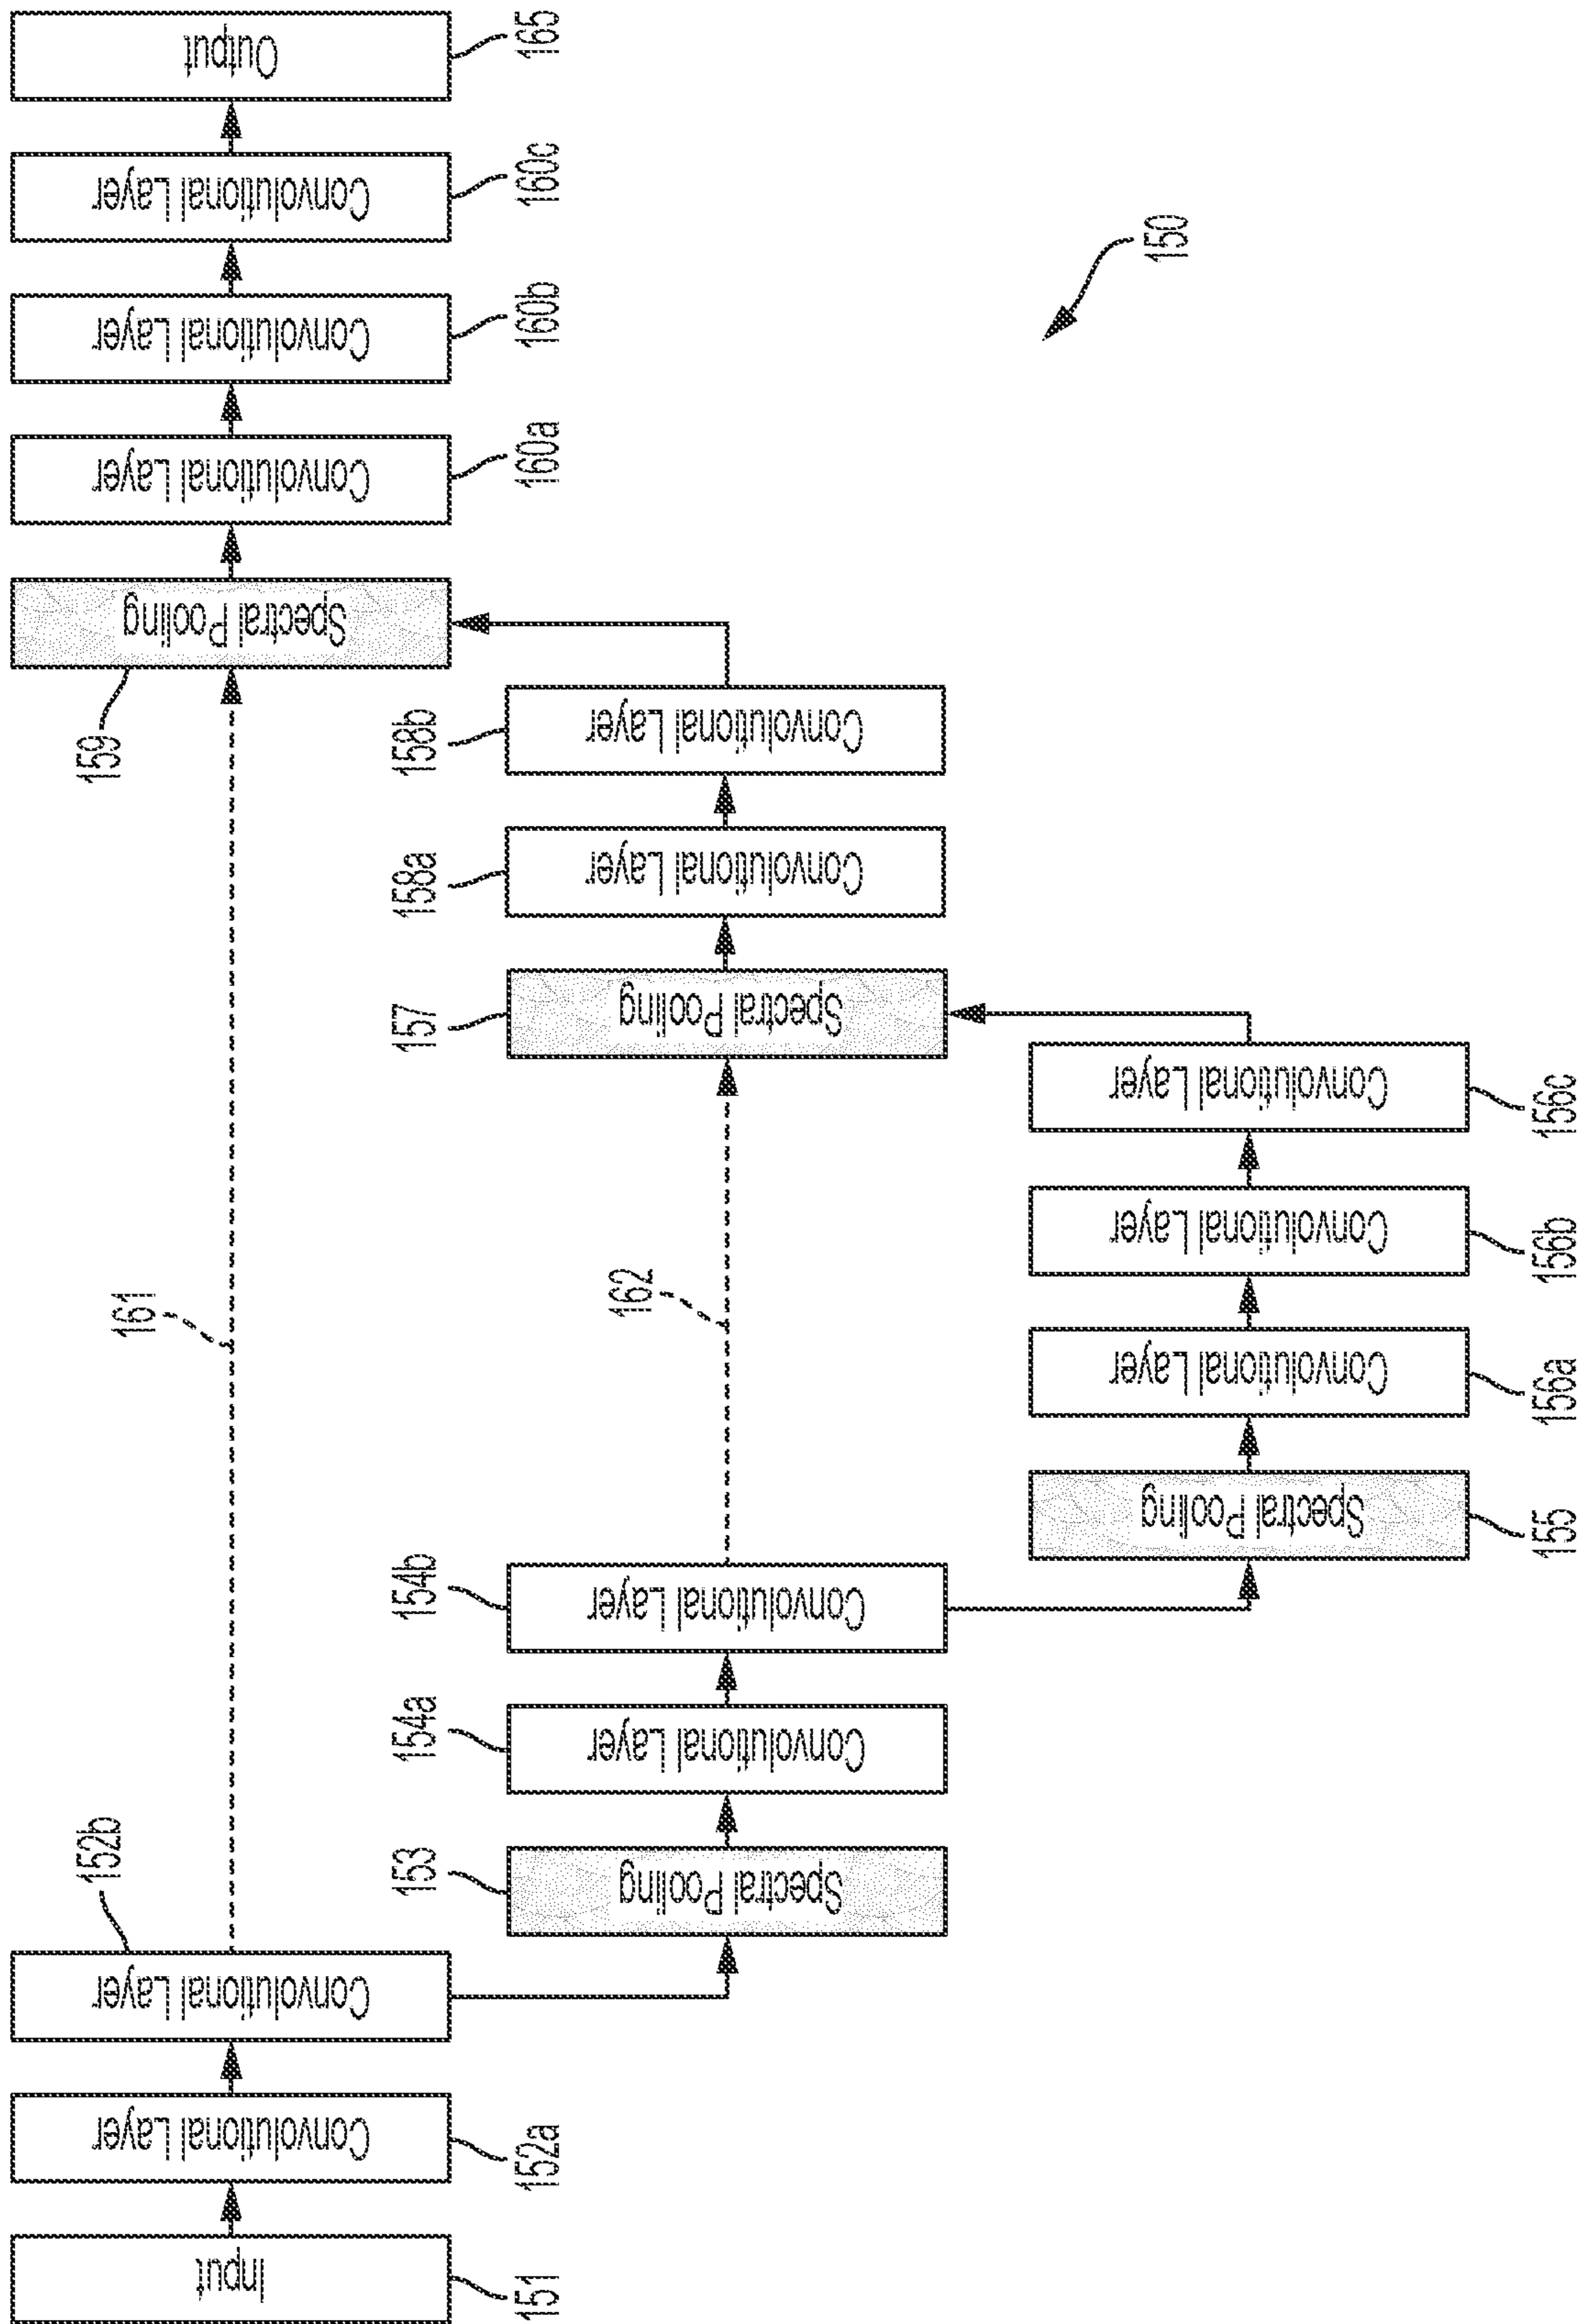 Input
151
Convolutional Layer
152a
Convolutional Layer
152b
Spectral Pooling
153
Convolutional Layer
154a
Convolutional Layer
154b
Spectral Pooling
155
Convolutional Layer
156a
Convolutional Layer
156b
Convolutional Layer
156c
Spectral Pooling
157
Convolutional Layer
158a
Convolutional Layer
158b
Spectral Pooling
159
Convolutional Layer
160a
Convolutional Layer
160b
Convolutional Layer
160c
Output
165
161
162
150